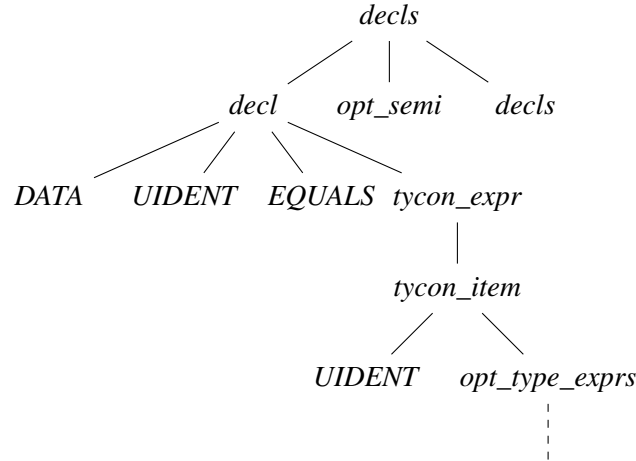 decls
decl opt_semi decls
DATA UIDENT EQUALS tycon_expr
tycon_item
UIDENT opt_type_exprs